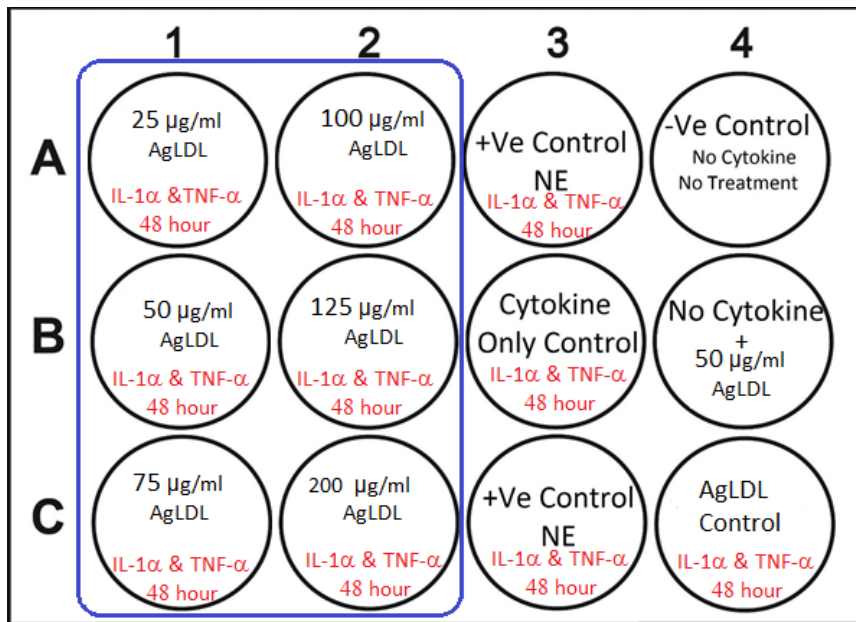 1 2 3 4
A
25 µg/ml
AgLDL
IL-1α &TNF-α
48 hour
100 µg/ml
AgLDL
IL-1α & TNF-α
48 hour
+Ve Control
NE
IL-1α & TNF-α
48 hour
-Ve Control
No Cytokine
No Treatment
B
50 µg/ml
AgLDL
IL-1α & TNF-α
48 hour
125 µg/ml
AgLDL
IL-1α & TNF-α
48 hour
Cytokine
Only Control
IL-1α & TNF-α
48 hour
No Cytokine
+
50 µg/ml
AgLDL
C
75 µg/ml
AgLDL
IL-1α & TNF-α
48 hour
200 µg/ml
AgLDL
IL-1α & TNF-α
48 hour
+Ve Control
NE
IL-1α & TNF-α
48 hour
AgLDL
Control
IL-1α & TNF-α
48 hour